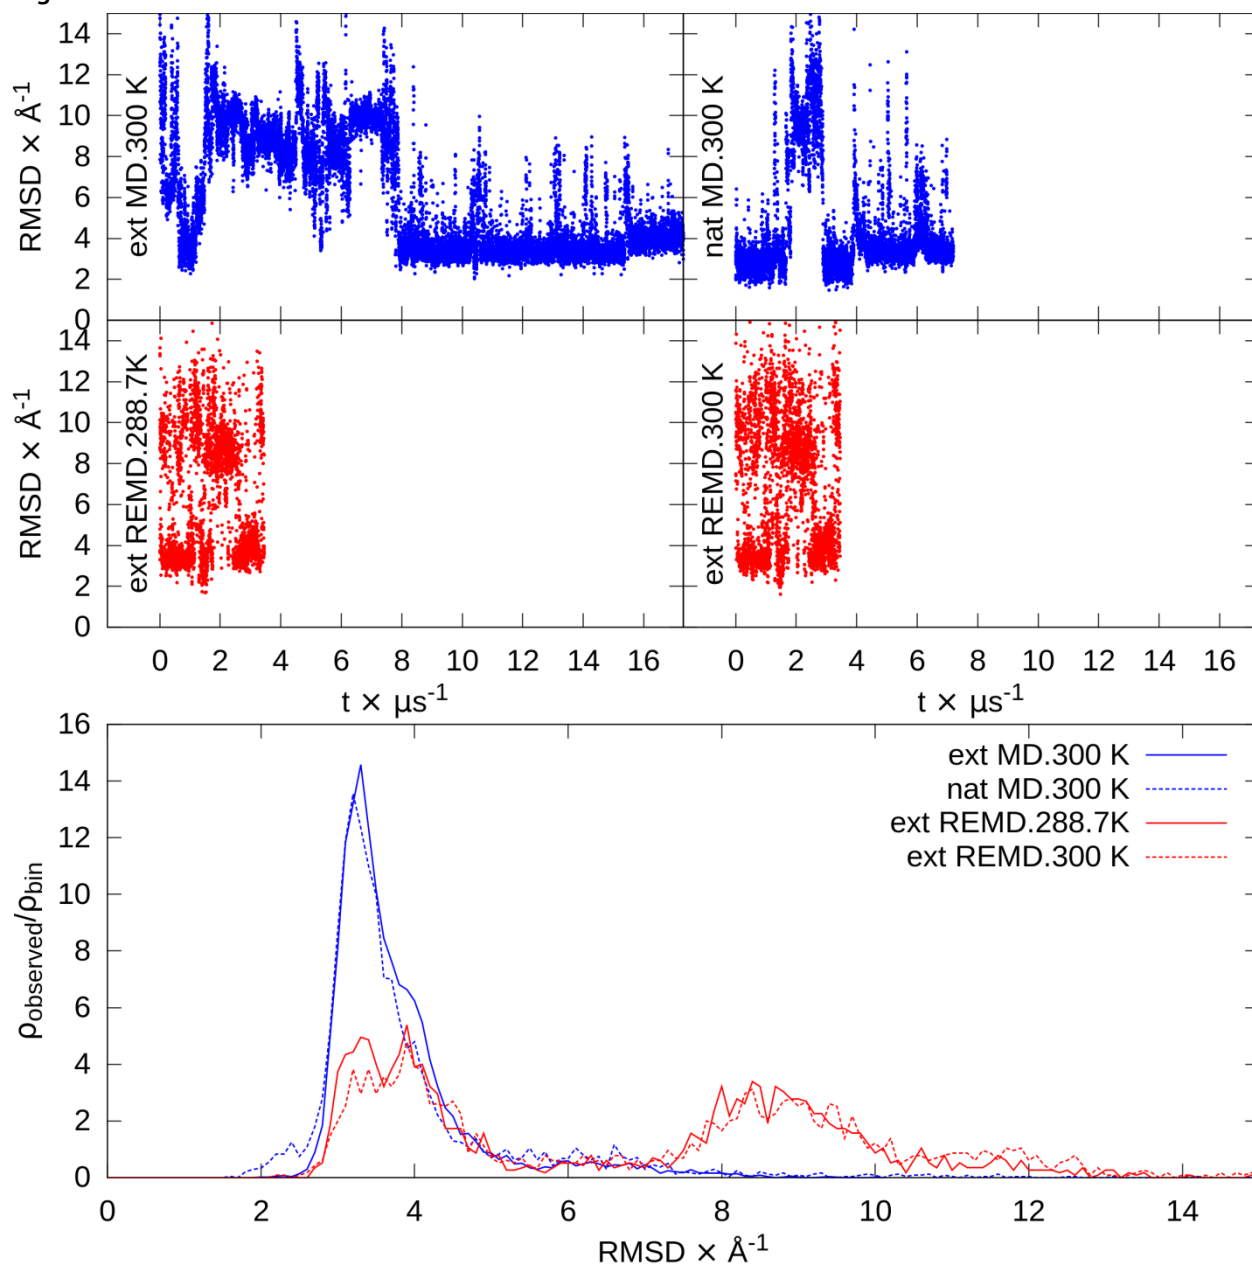 14
12
10
8
6
4
2
0
RMSD × Å⁻¹
ext MD.300 K
nat MD.300 K
14
12
10
8
6
4
2
0
RMSD × Å⁻¹
ext REMD.288.7K
ext REMD.300 K
0 2 4 6 8 10 12 14 16
0 2 4 6 8 10 12 14 16
t × µs⁻¹
t × µs⁻¹
16
14
12
10
8
6
4
2
0
ρobserved/ρbin
ext MD.300 K
nat MD.300 K
ext REMD.288.7K
ext REMD.300 K
0 2 4 6 8 10 12 14
RMSD × Å⁻¹